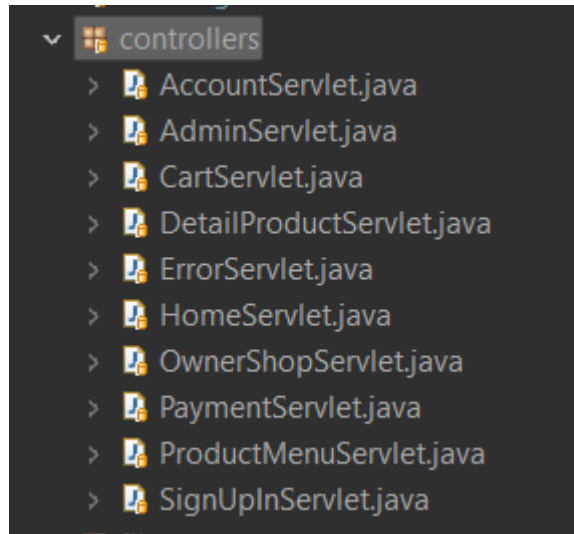 controllers
AccountServlet.java
AdminServlet.java
CartServlet.java
DetailProductServlet.java
ErrorServlet.java
HomeServlet.java
OwnerShopServlet.java
PaymentServlet.java
ProductMenuServlet.java
SignUpInServlet.java